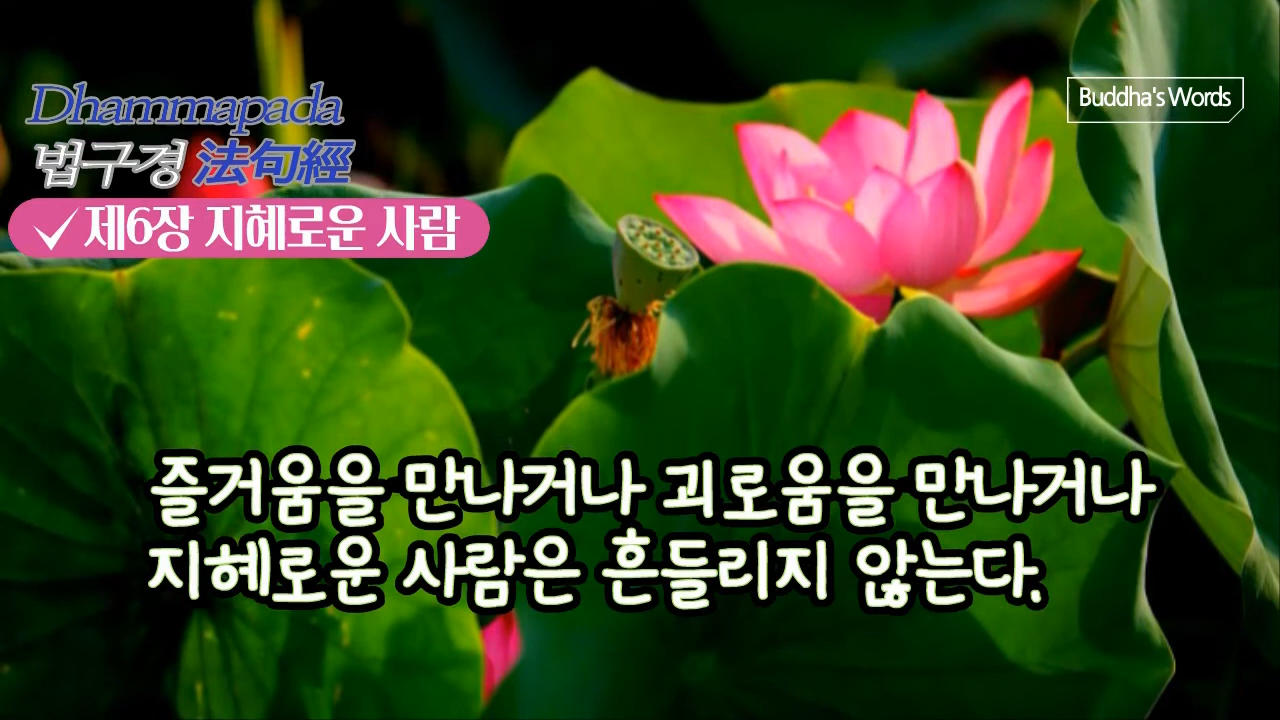 Dhammapada
법구경 法句經
제6장 지혜로운 사람
Buddha's Words
즐거움을 만나거나 괴로움을 만나거나
지혜로운 사람은 흔들리지 않는다.